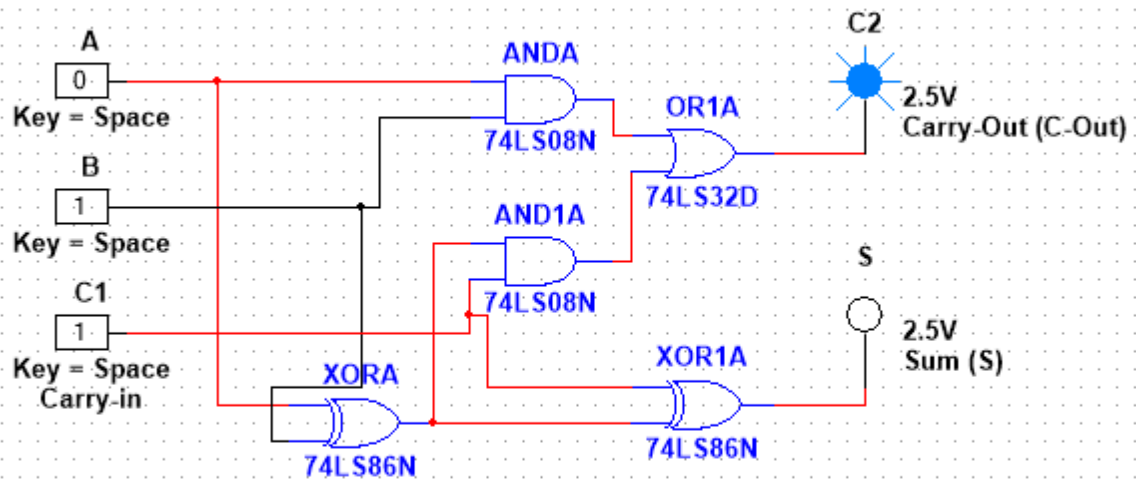 A
0
Key = Space
B
1
Key = Space
C1
1
Key = Space
Carry-in
ANDA
74LS08N
AND1A
74LS08N
XORA
74LS86N
OR1A
74LS32D
XOR1A
74LS86N
C2
2.5V
Carry-Out (C-Out)
S
2.5V
Sum (S)